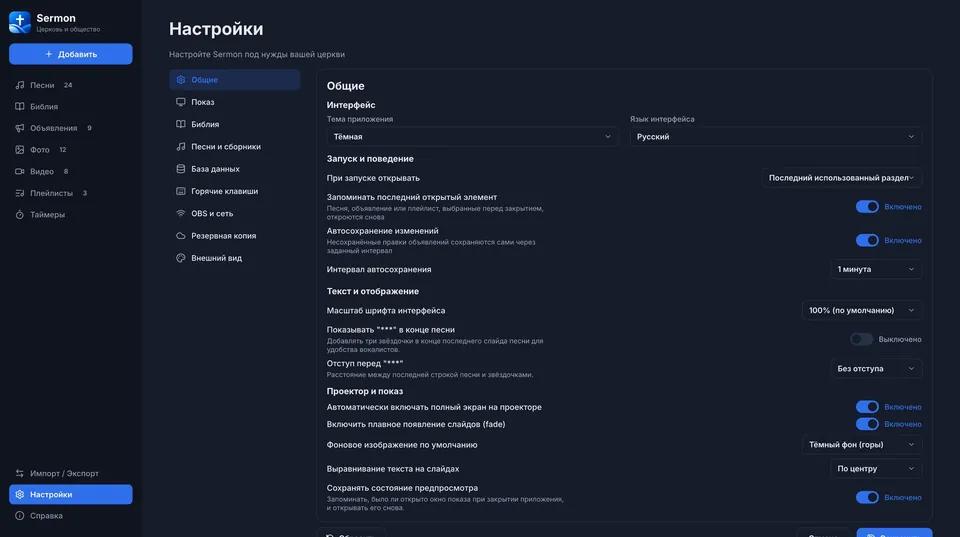 Sermon
Церковь и общество
+ Добавить
Песни 24
Библия
Объявления 9
Фото 12
Видео 8
Плейлисты 3
Таймеры
Импорт / Экспорт
Настройки
Справка
Настройки
Настройте Sermon под нужды вашей церкви
Общие
Показ
Библия
Песни и сборники
База данных
Горячие клавиши
OBS и сеть
Резервная копия
Внешний вид
Общие
Интерфейс
Тема приложения
Язык интерфейса
Тёмная
Русский
Запуск и поведение
При запуске открывать
Последний использованный раздел
Запоминать последний открытый элемент
Песня, объявление или плейлист, выбранные перед закрытием,
откроются снова
Включено
Автосохранение изменений
Несохранённые правки объявлений сохраняются сами через
заданный интервал
Включено
Интервал автосохранения
1 минута
Текст и отображение
Масштаб шрифта интерфейса
100% (по умолчанию)
Показывать "***" в конце песни
Добавлять три звёздочки в конце последнего слайда песни для
удобства вокалистов.
Выключено
Отступ перед "***"
Расстояние между последней строкой песни и звёздочками.
Без отступа
Проектор и показ
Автоматически включать полный экран на проекторе
Включено
Включить плавное появление слайдов (fade)
Включено
Фоновое изображение по умолчанию
Тёмный фон (горы)
Выравнивание текста на слайдах
По центру
Сохранять состояние предпросмотра
Запоминать, было ли открыто окно показа при закрытии приложения,
и открывать его снова.
Включено